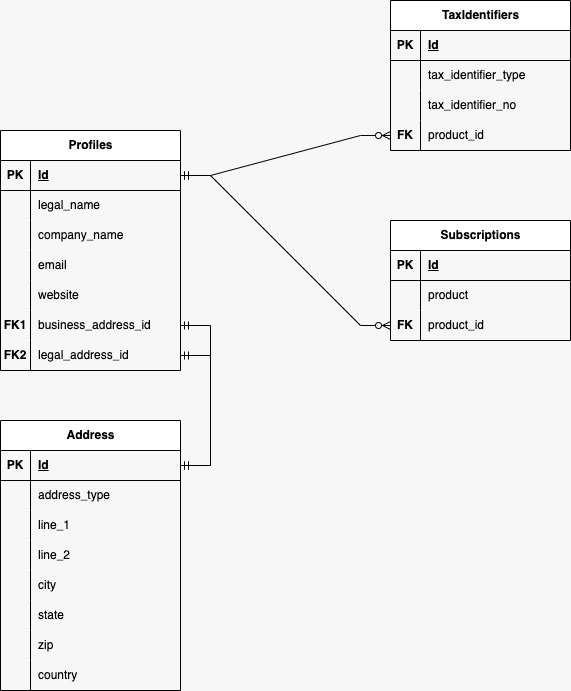 TaxIdentifiers
PK Id
tax_identifier_type
tax_identifier_no
FK product_id
Profiles
PK Id
legal_name
company_name
email
website
FK1 business_address_id
FK2 legal_address_id
Subscriptions
PK Id
product
FK product_id
Address
PK Id
address_type
line_1
line_2
city
state
zip
country